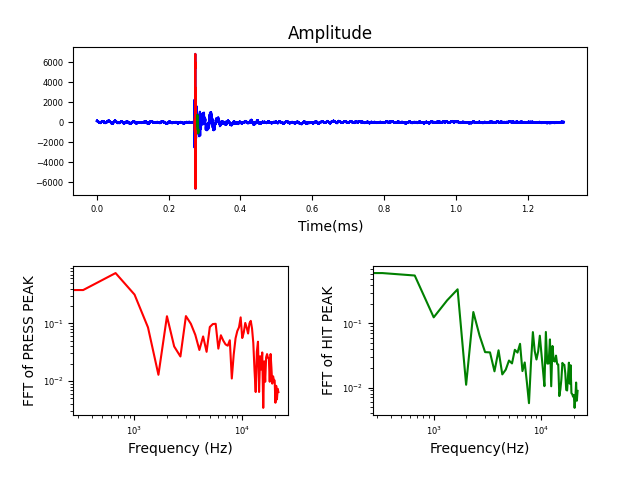 Amplitude
6000
4000
2000
0
−2000
−4000
−6000
0.0 0.2 0.4 0.6 0.8 1.0 1.2
Time(ms)
FFT of PRESS PEAK
10⁻¹
10⁻²
10³ 10⁴
Frequency (Hz)
FFT of HIT PEAK
10⁻¹
10⁻²
10³ 10⁴
Frequency(Hz)